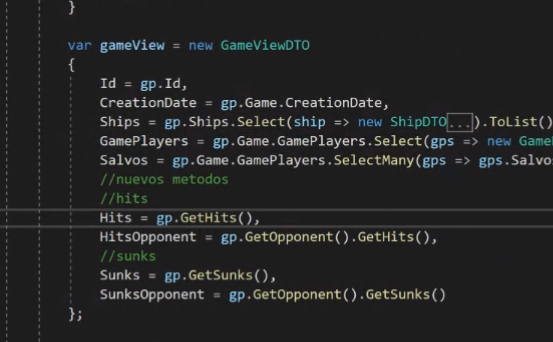 }
var gameView = new GameViewDTO
{
Id = gp.Id,
CreationDate = gp.Game.CreationDate,
Ships = gp.Ships.Select(ship => new ShipDTO...).ToList()
GamePlayers = gp.Game.GamePlayers.Select(gps => new Game
Salvos = gp.Game.GamePlayers.SelectMany(gps => gps.Salvo
//nuevos metodos
//hits
Hits = gp.GetHits(),
HitsOpponent = gp.GetOpponent().GetHits(),
//sunks
Sunks = gp.GetSunks(),
SunksOpponent = gp.GetOpponent().GetSunks()
};